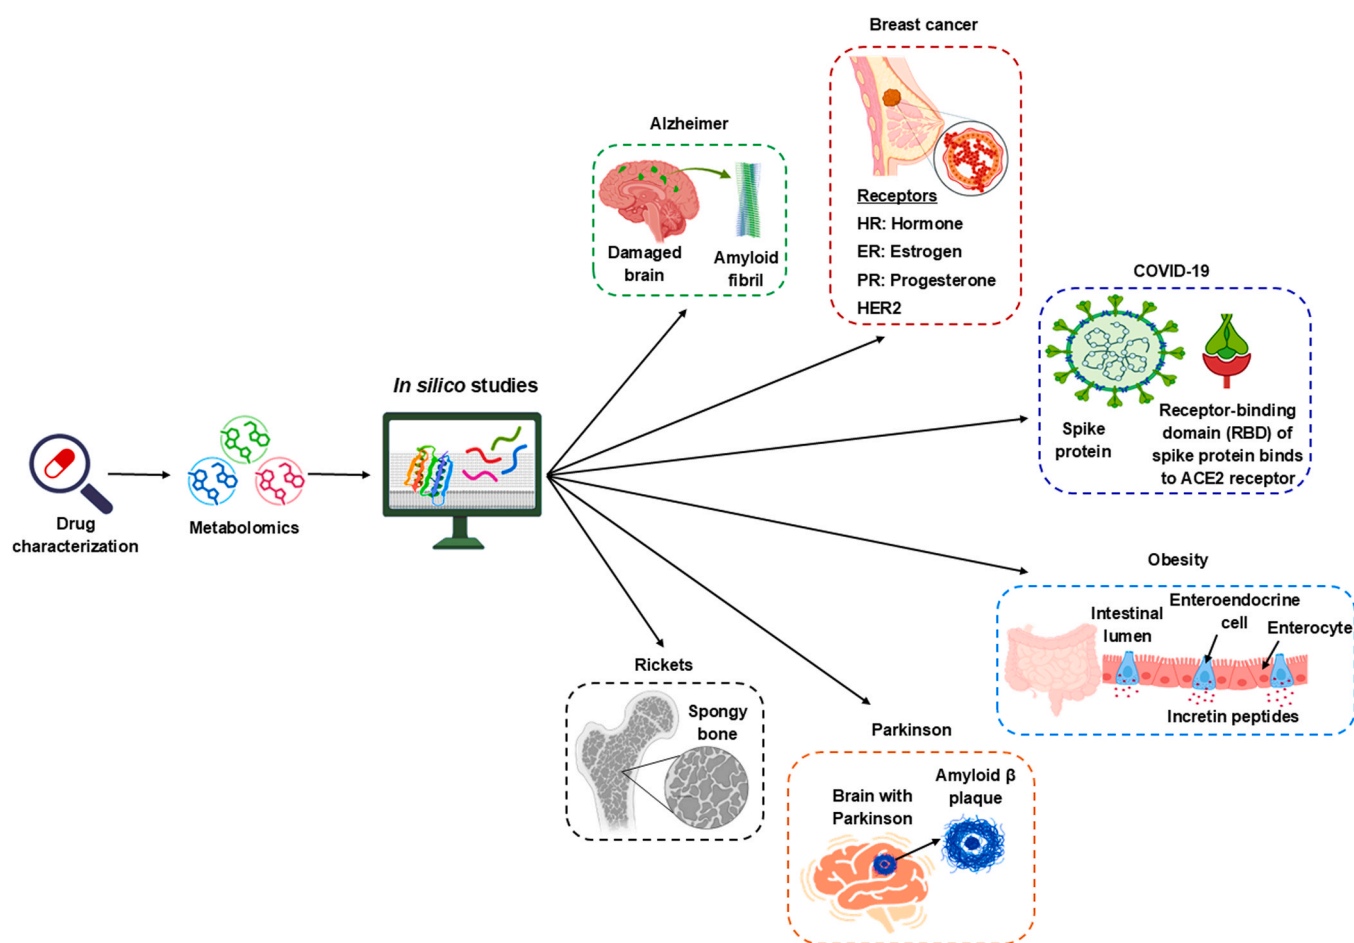 Breast cancer
Receptors
HR: Hormone
ER: Estrogen
PR: Progesterone
HER2
Alzheimer
Damaged
brain
Amyloid
fibril
COVID-19
Spike
protein
Receptor-binding
domain (RBD) of
spike protein binds
to ACE2 receptor
In silico studies
Drug
characterization
Metabolomics
Obesity
Intestinal
lumen
Enteroendocrine
cell
Enterocyte
Incretin peptides
Rickets
Spongy
bone
Parkinson
Brain with
Parkinson
Amyloid β
plaque